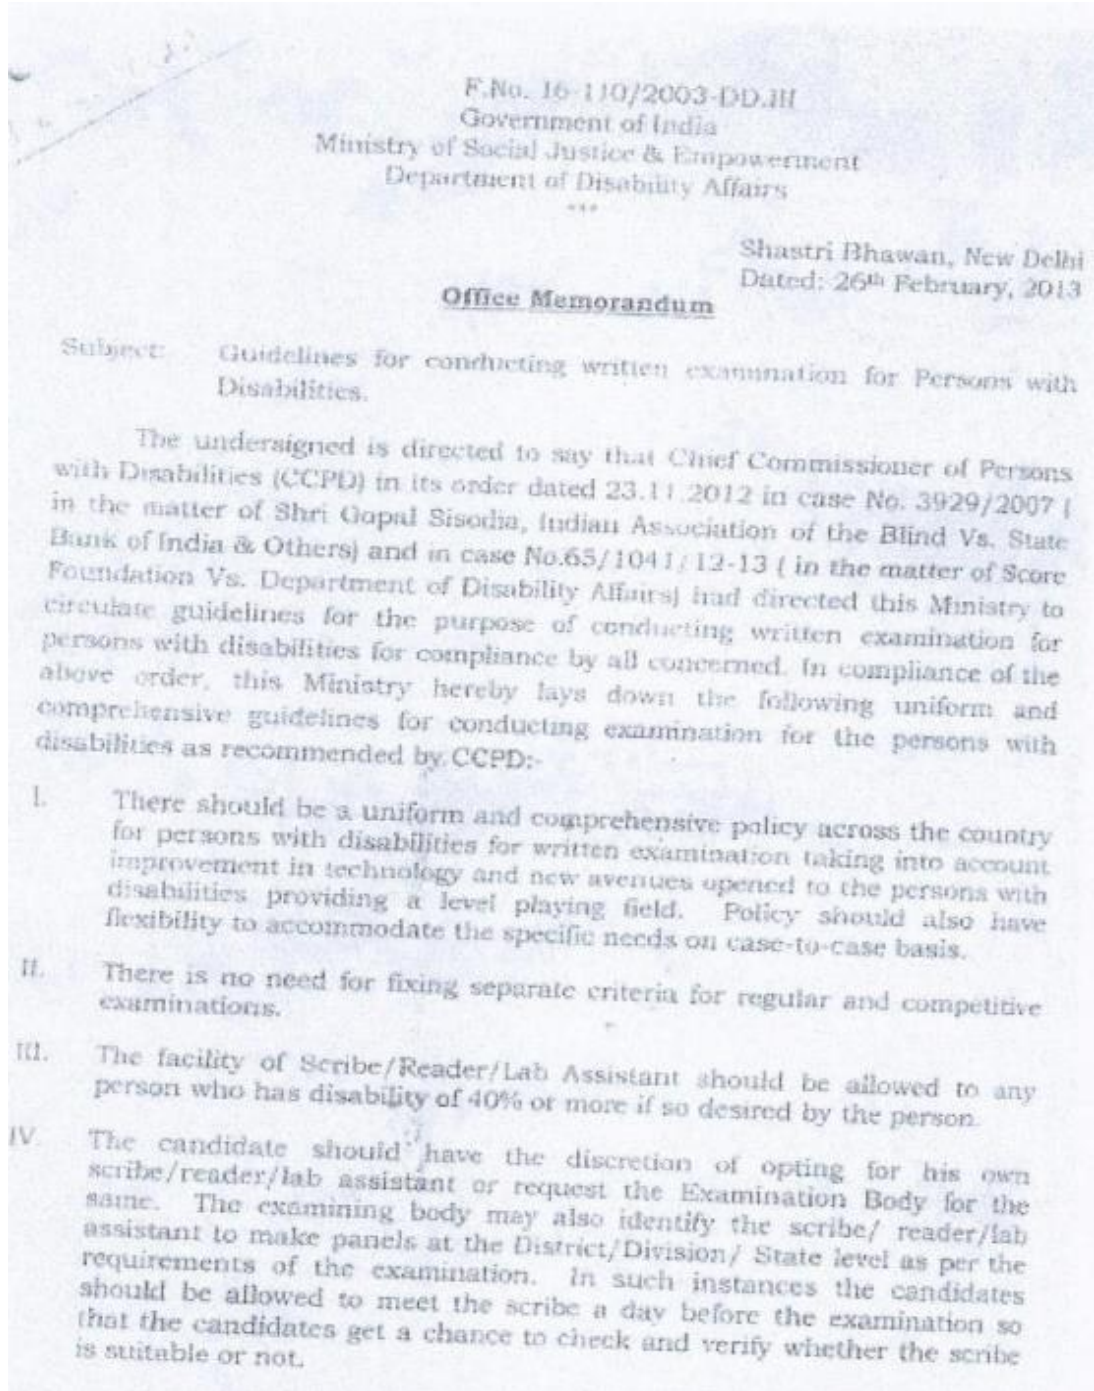 F.No. 16-110/2003-DD.III
Government of India
Ministry of Social Justice & Empowerment
Department of Disability Affairs
***
Shastri Bhawan, New Delhi
Dated: 26th February, 2013
Office Memorandum
Subject: Guidelines for conducting written examination for Persons with
Disabilities.
The undersigned is directed to say that Chief Commissioner of Persons
with Disabilities (CCPD) in its order dated 23.11.2012 in case No. 3929/2007 (
in the matter of Shri Gopal Sisodia, Indian Association of the Blind Vs. State
Bank of India & Others) and in case No.65/1041/12-13 ( in the matter of Score
Foundation Vs. Department of Disability Affairs) had directed this Ministry to
circulate guidelines for the purpose of conducting written examination for
persons with disabilities for compliance by all concerned. In compliance of the
above order, this Ministry hereby lays down the following uniform and
comprehensive guidelines for conducting examination for the persons with
disabilities as recommended by CCPD:-
I. There should be a uniform and comprehensive policy across the country
for persons with disabilities for written examination taking into account
improvement in technology and new avenues opened to the persons with
disabilities providing a level playing field. Policy should also have
flexibility to accommodate the specific needs on case-to-case basis.
II. There is no need for fixing separate criteria for regular and competitive
examinations.
III. The facility of Scribe/Reader/Lab Assistant should be allowed to any
person who has disability of 40% or more if so desired by the person.
IV. The candidate should have the discretion of opting for his own
scribe/reader/lab assistant or request the Examination Body for the
same. The examining body may also identify the scribe/ reader/lab
assistant to make panels at the District/Division/ State level as per the
requirements of the examination. In such instances the candidates
should be allowed to meet the scribe a day before the examination so
that the candidates get a chance to check and verify whether the scribe
is suitable or not.